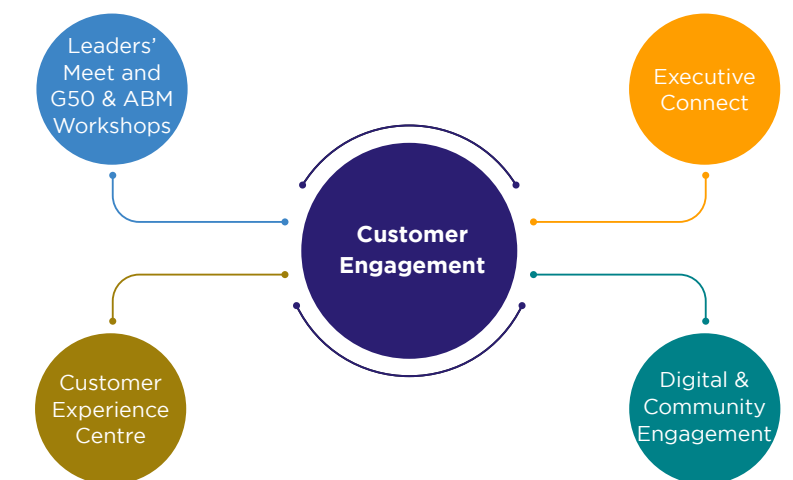 Leaders’
Meet and
G50 & ABM
Workshops
Executive
Connect
Customer
Engagement
Customer
Experience
Centre
Digital &
Community
Engagement